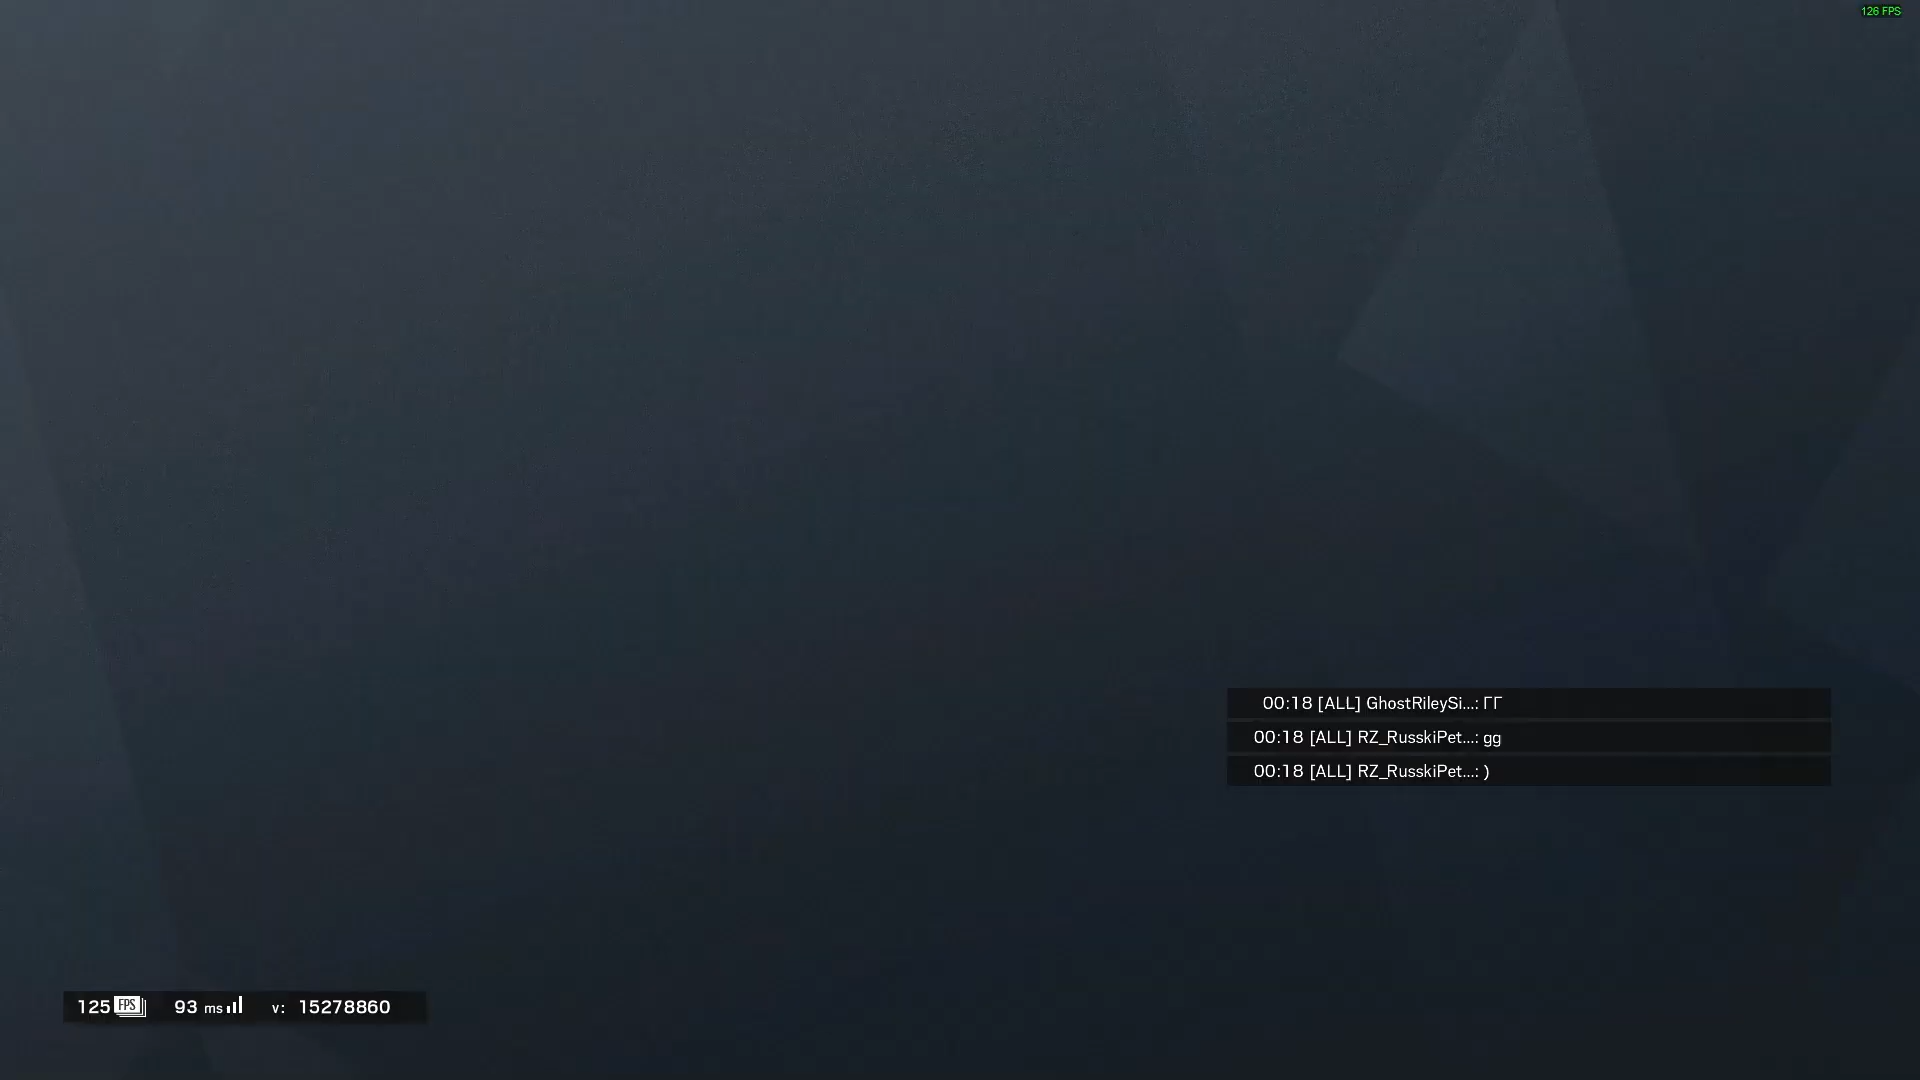 126 FPS
00:18 [ALL] GhostRileySi...: ГГ
00:18 [ALL] RZ_RusskiPet...: gg
00:18 [ALL] RZ_RusskiPet...: )
125 FPS 93 ms v: 15278860